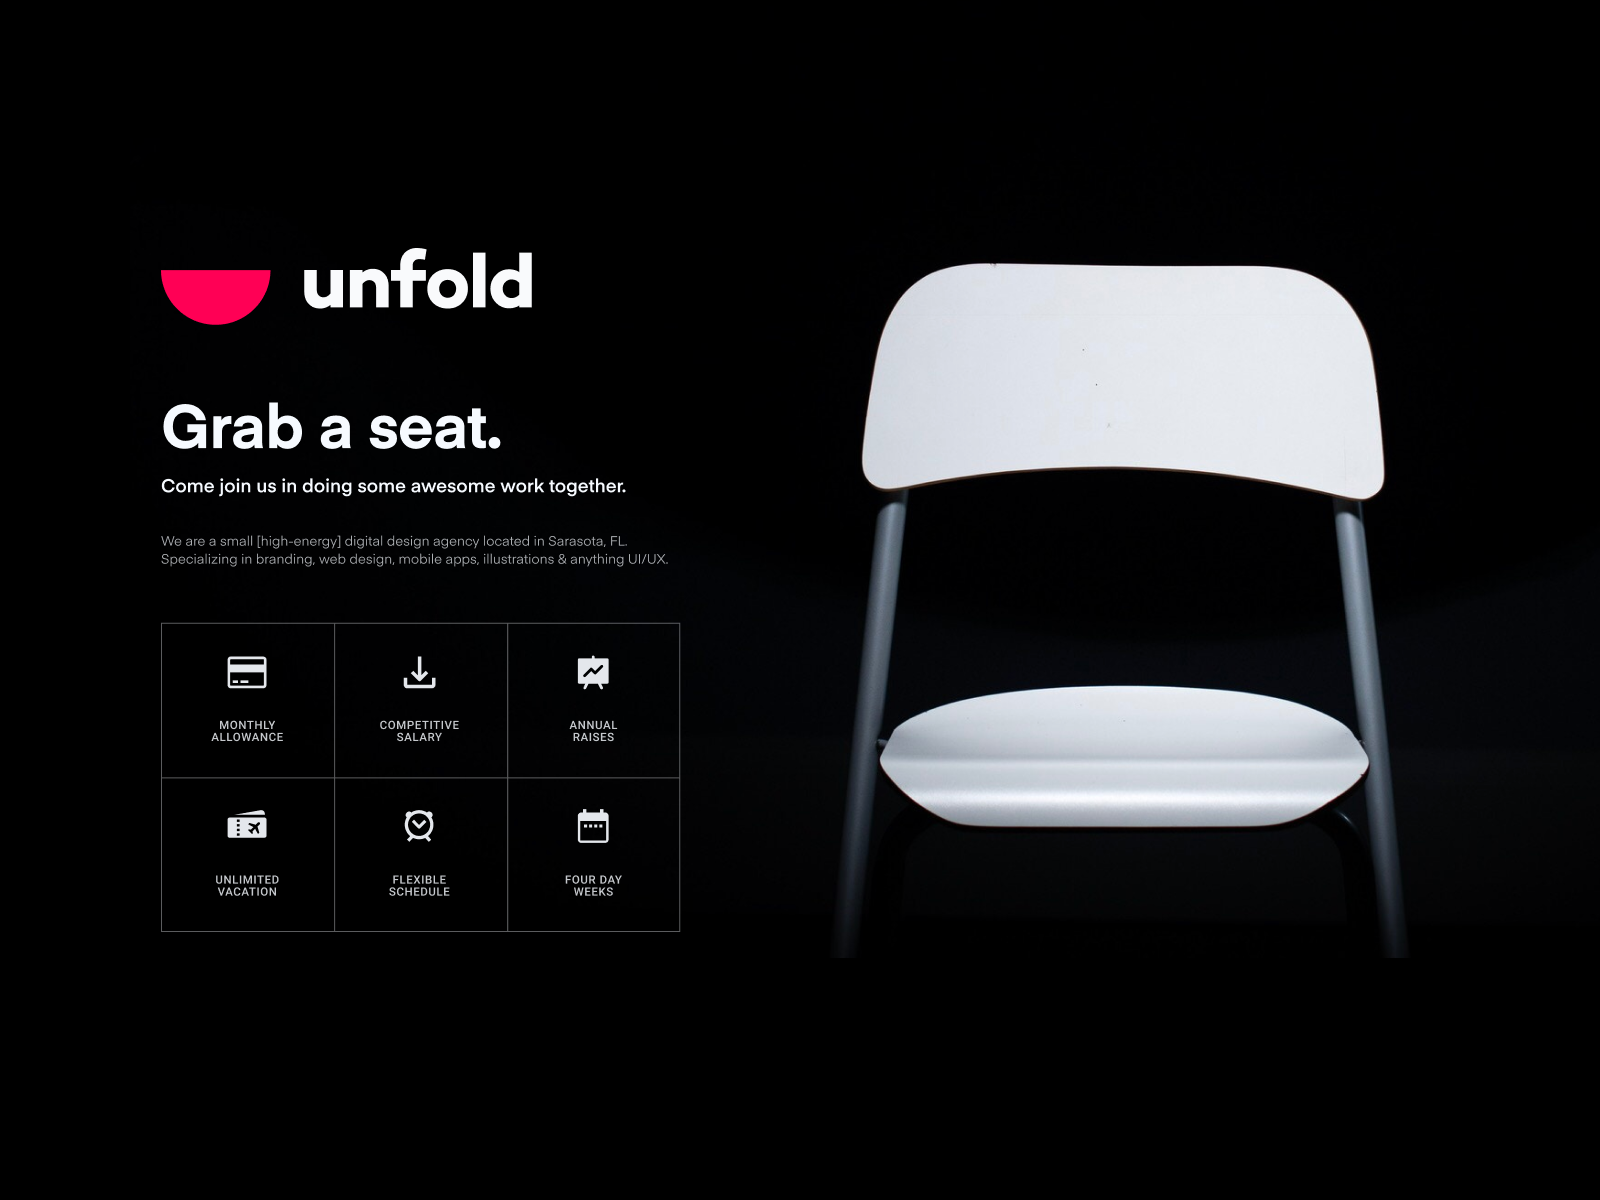 unfold
Grab a seat.
Come join us in doing some awesome work together.
We are a small [high-energy] digital design agency located in Sarasota, FL.
Specializing in branding, web design, mobile apps, illustrations & anything UI/UX.
MONTHLY
ALLOWANCE
COMPETITIVE
SALARY
ANNUAL
RAISES
UNLIMITED
VACATION
FLEXIBLE
SCHEDULE
FOUR DAY
WEEKS